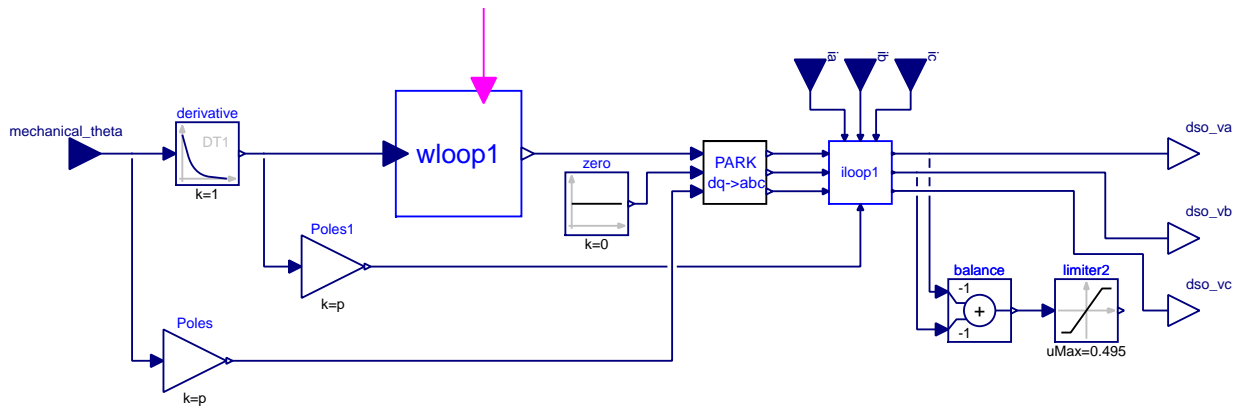 ia
ib
ic
derivative
mechanical_theta
DT1
k=1
wloop1
zero
k=0
PARK
dq->abc
iloop1
dso_va
dso_vb
dso_vc
Poles1
k=p
balance
-1
+
-1
limiter2
uMax=0.495
Poles
k=p